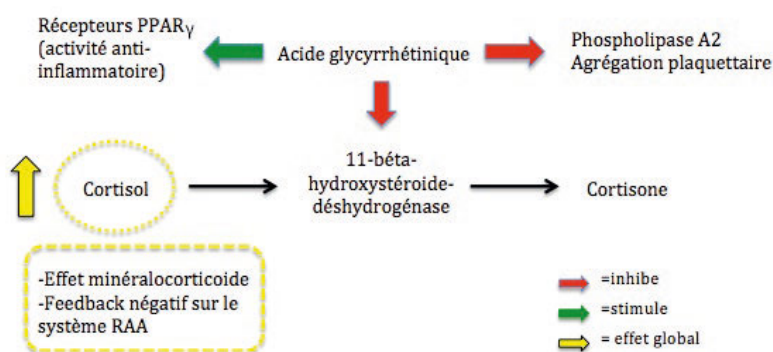 Récepteurs PPARγ
(activité anti-
inflammatoire)
Acide glycyrrhétinique
Phospholipase A2
Agrégation plaquettaire
Cortisol
11-béta-
hydroxystéroide-
déshydrogénase
Cortisone
-Effet minéralocorticoide
-Feedback négatif sur le
système RAA
=inhibe
=stimule
= effet global